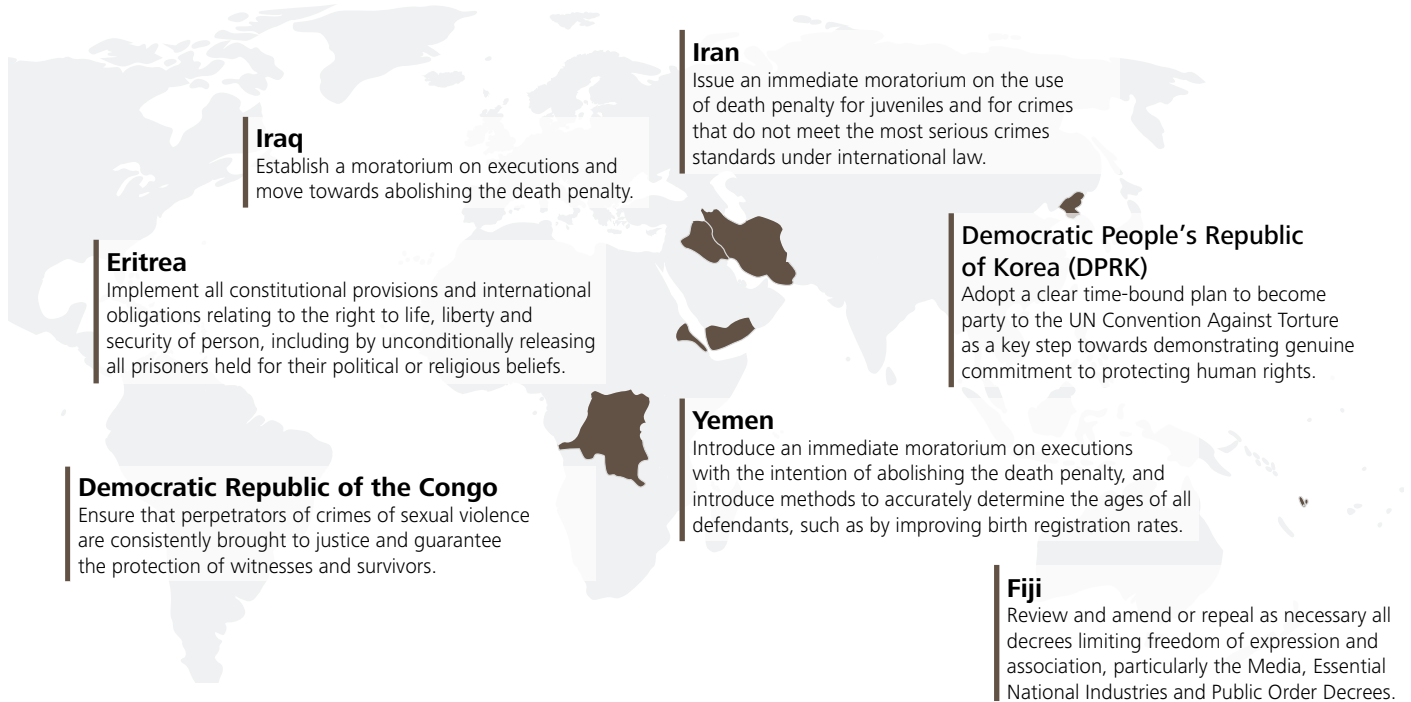 Iran
Issue an immediate moratorium on the use
of death penalty for juveniles and for crimes
that do not meet the most serious crimes
standards under international law.
Iraq
Establish a moratorium on executions and
move towards abolishing the death penalty.
Democratic People’s Republic
of Korea (DPRK)
Adopt a clear time-bound plan to become
party to the UN Convention Against Torture
as a key step towards demonstrating genuine
commitment to protecting human rights.
Eritrea
Implement all constitutional provisions and international
obligations relating to the right to life, liberty and
security of person, including by unconditionally releasing
all prisoners held for their political or religious beliefs.
Yemen
Introduce an immediate moratorium on executions
with the intention of abolishing the death penalty, and
introduce methods to accurately determine the ages of all
defendants, such as by improving birth registration rates.
Democratic Republic of the Congo
Ensure that perpetrators of crimes of sexual violence
are consistently brought to justice and guarantee
the protection of witnesses and survivors.
Fiji
Review and amend or repeal as necessary all
decrees limiting freedom of expression and
association, particularly the Media, Essential
National Industries and Public Order Decrees.